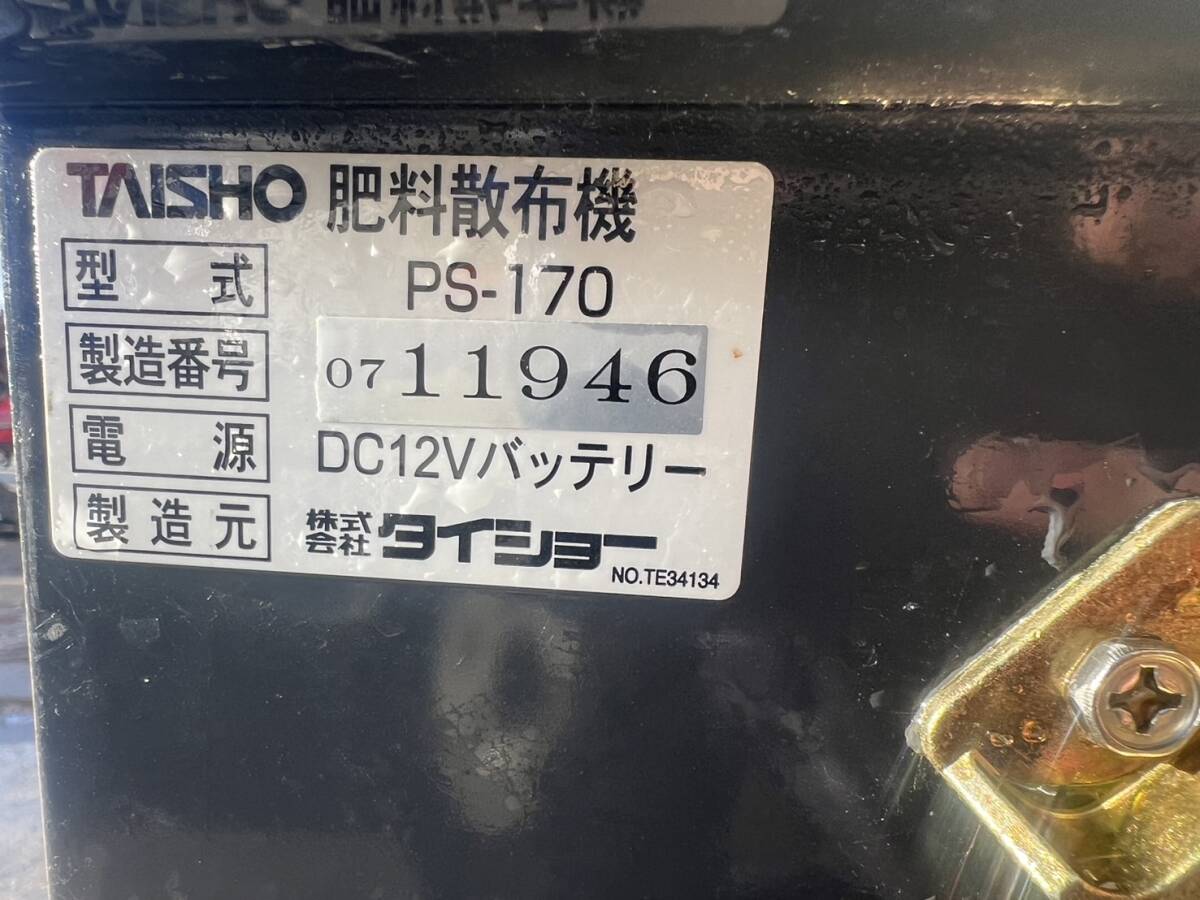 TAISHO 肥料散布機
型式 PS-170
製造番号 0711946
電源 DC12Vバッテリー
製造元 株式会社タイショー
NO.TE34134